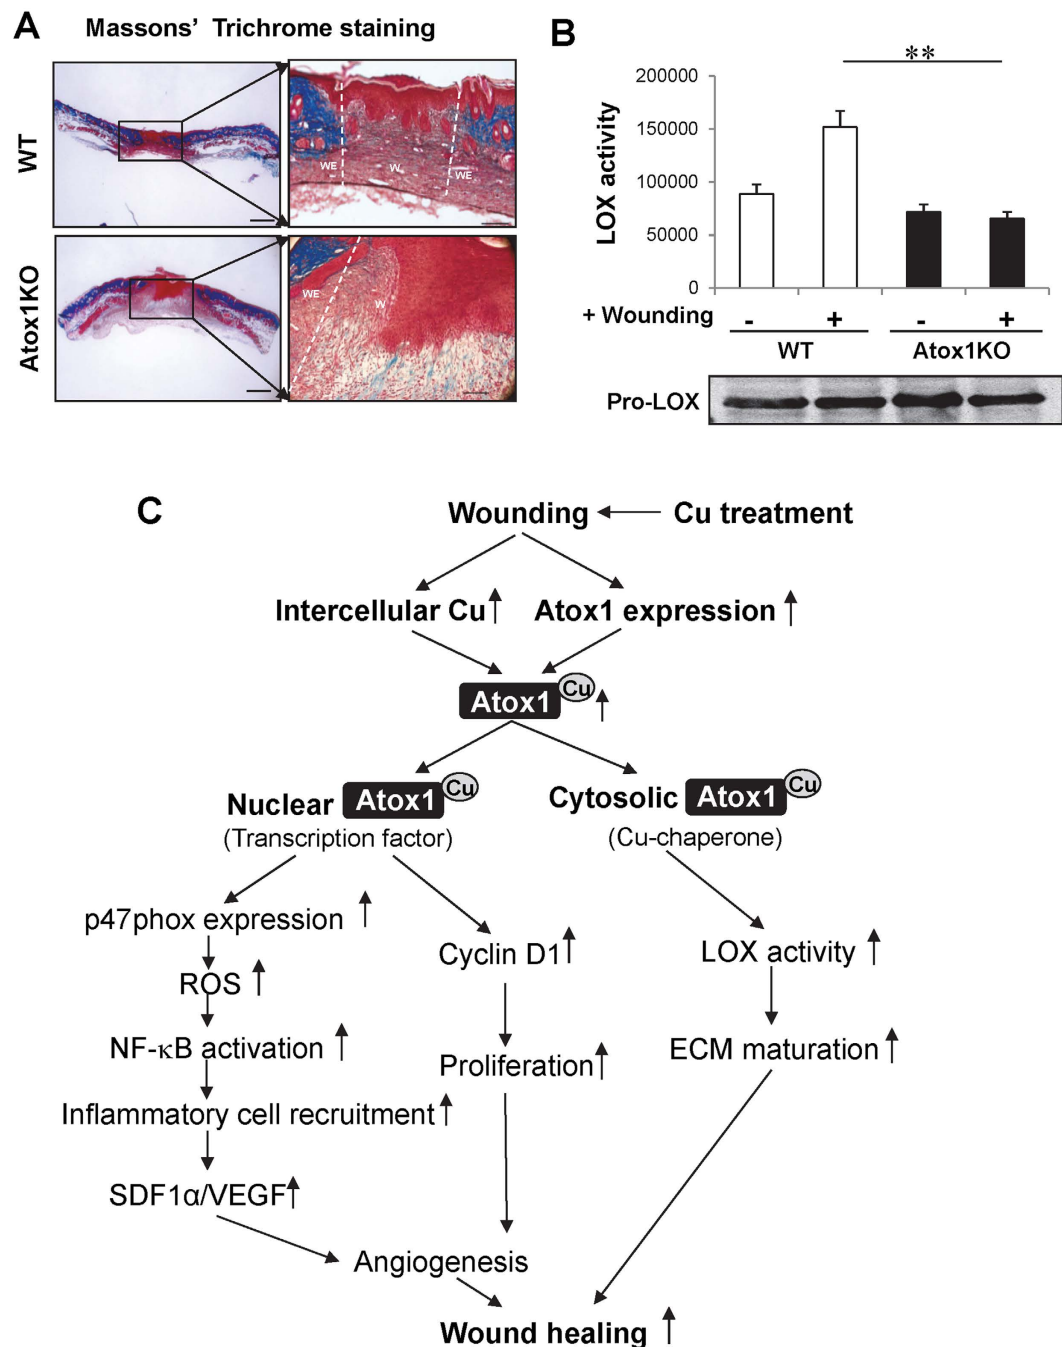 A
Massons' Trichrome staining
WT
WE
W
WE
Atox1KO
WE
W
B
**
LOX activity
200000
150000
100000
50000
0
+ Wounding - + - +
WT Atox1KO
Pro-LOX
C
Wounding Cu treatment
Intercellular Cu Atox1 expression
Atox1 Cu
Nuclear Atox1 Cu
(Transcription factor)
Cytosolic Atox1 Cu
(Cu-chaperone)
p47phox expression
ROS
NF-κB activation
Inflammatory cell recruitment
SDF1α/VEGF
Cyclin D1
Proliferation
LOX activity
ECM maturation
Angiogenesis
Wound healing